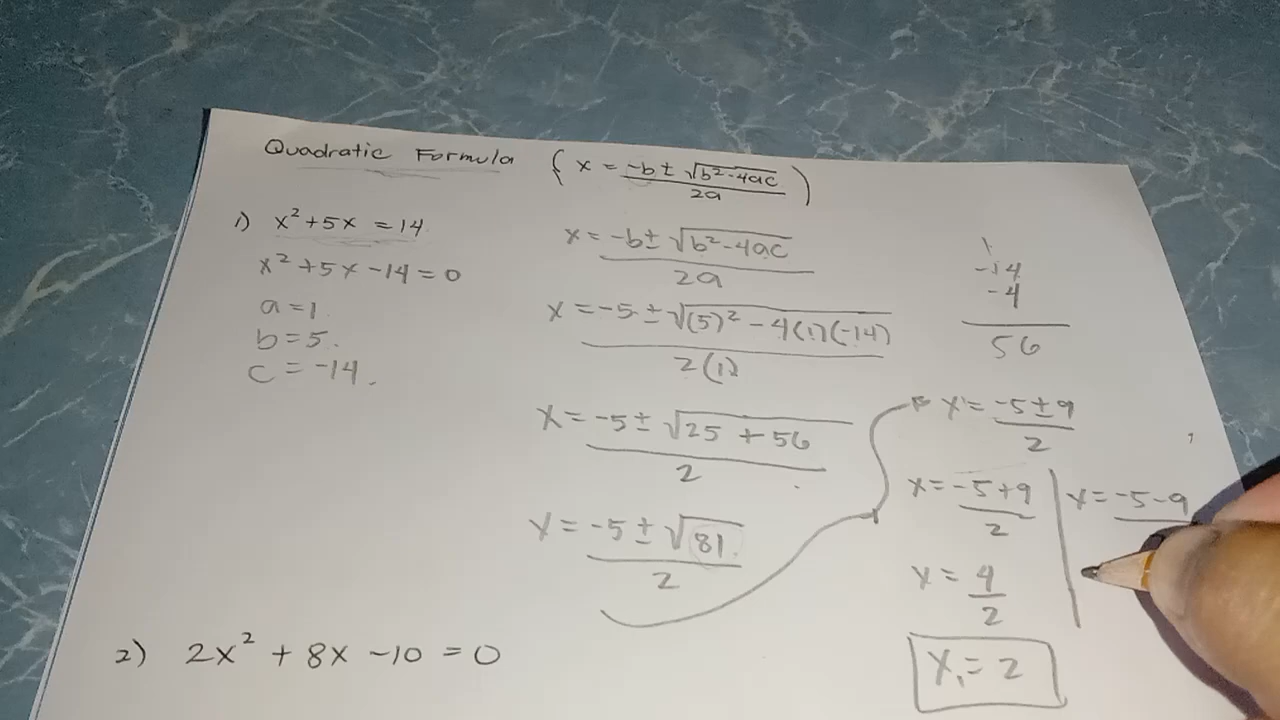 Quadratic Formula (x = -b ± √b² - 4ac / 2a)
1) x² + 5x = 14
x² + 5x - 14 = 0
a = 1
b = 5.
c = -14.
x = -b ± √b² - 4ac / 2a
x = -5 ± √(5)² - 4(1)(-14) / 2(1)
x = -5 ± √25 + 56 / 2
x = -5 ± √81 / 2
1
-14
-4
56
x = -5 ± 9 / 2
x = -5 + 9 / 2
x = 4 / 2
x₁ = 2
x = -5 - 9
2) 2x² + 8x - 10 = 0